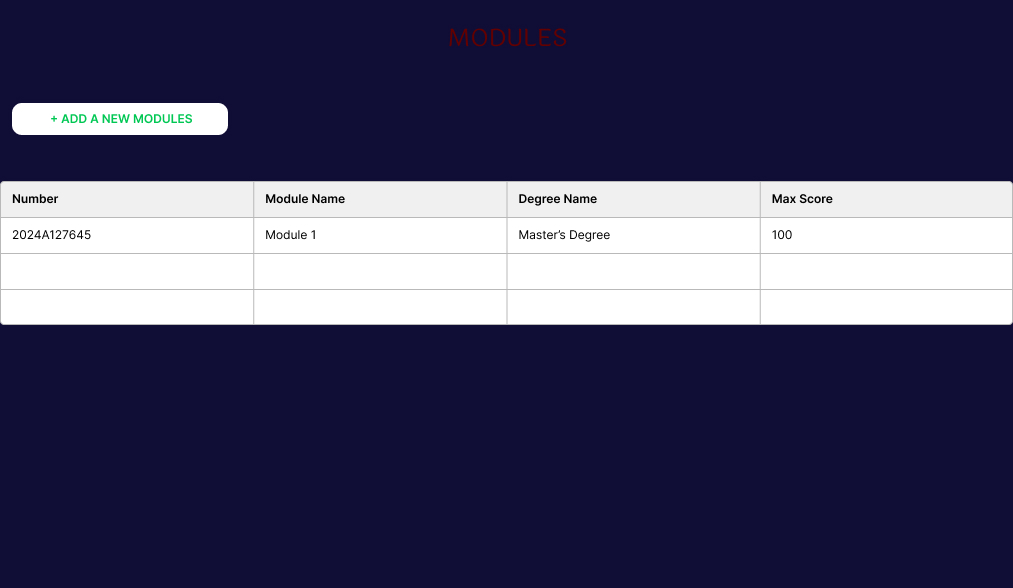 MODULES
+ ADD A NEW MODULES
Number Module Name Degree Name Max Score
2024A127645 Module 1 Master’s Degree 100